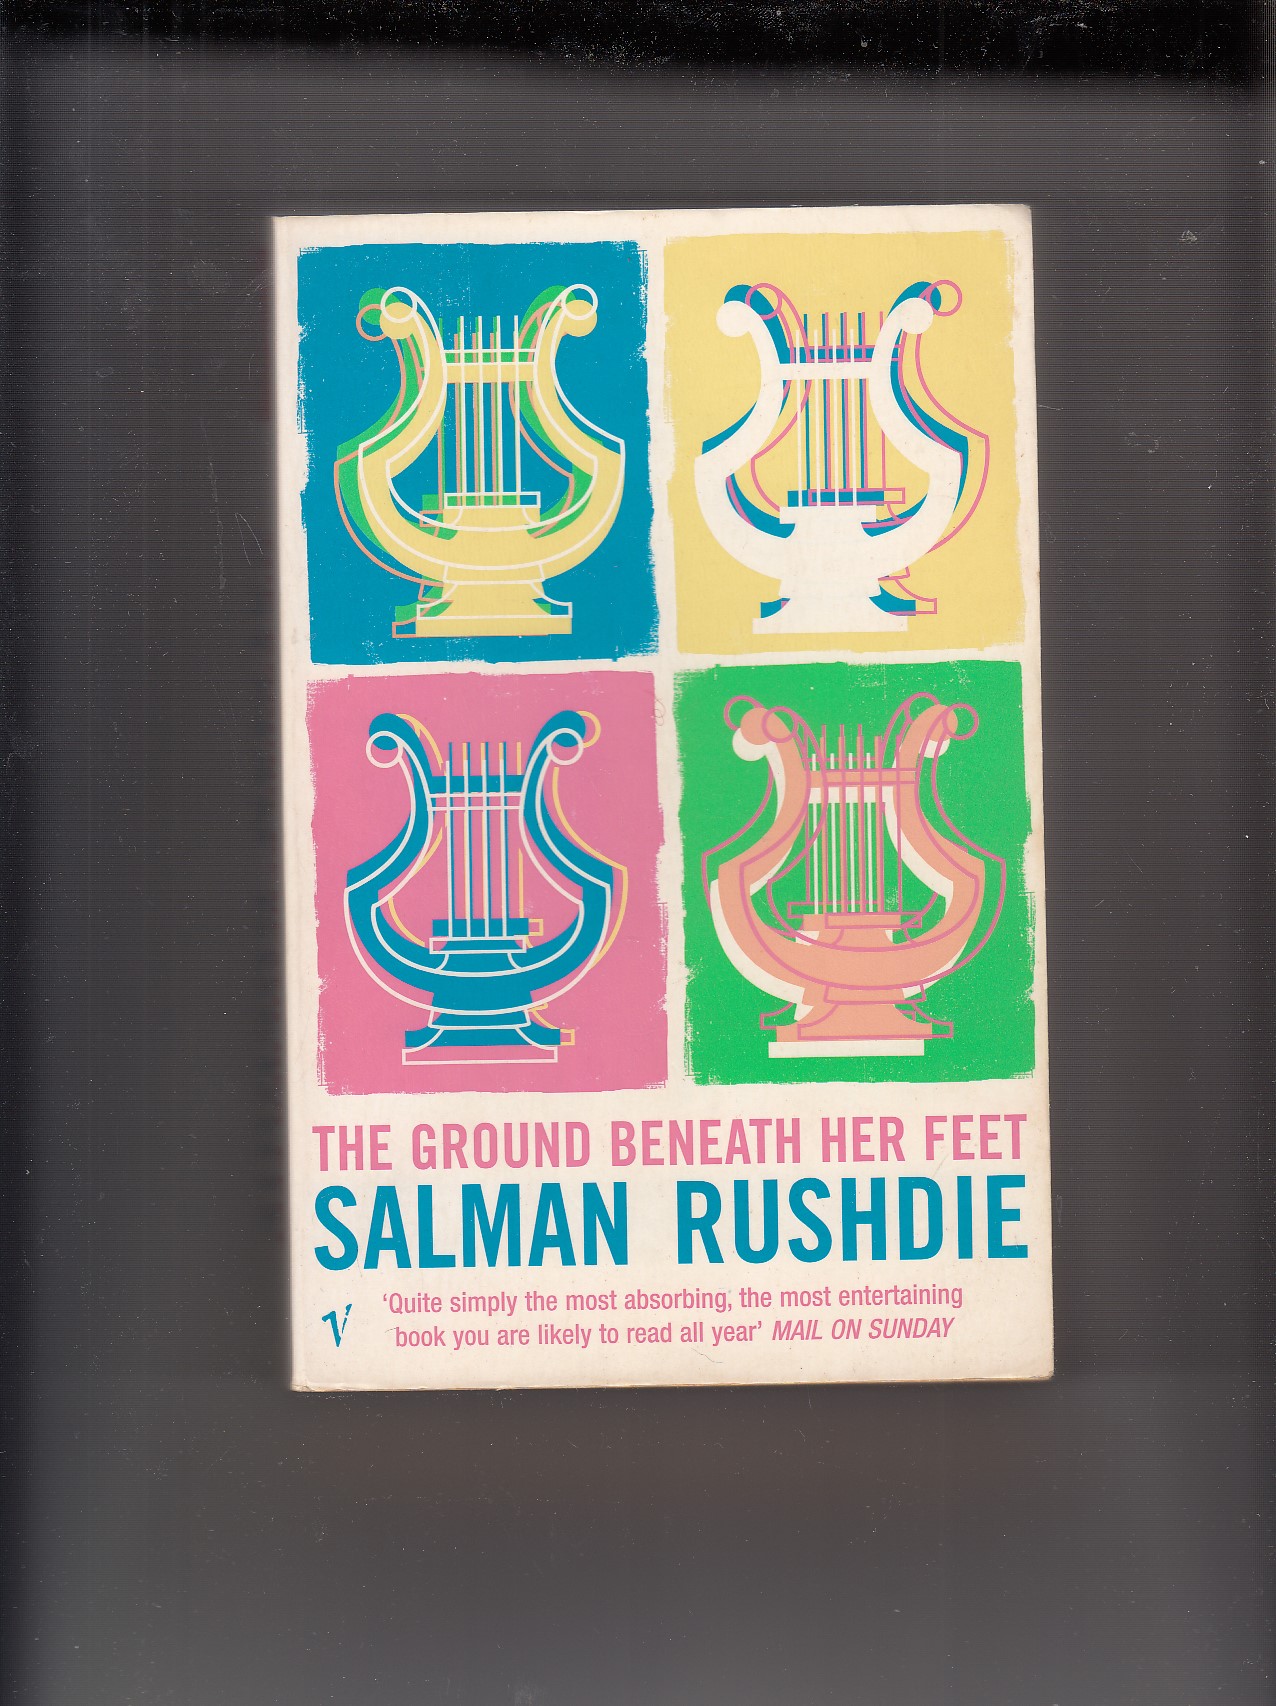 THE GROUND BENEATH HER FEET
SALMAN RUSHDIE
V
‘Quite simply the most absorbing, the most entertaining
book you are likely to read all year’ MAIL ON SUNDAY